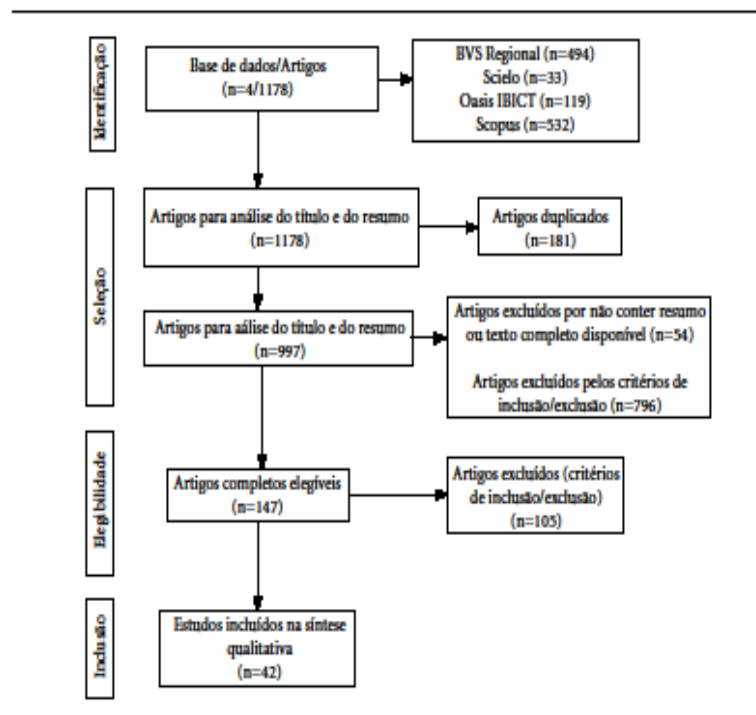 Identificação
Base de dados/Artigos
(n=4/1178)
BVS Regional (n=494)
Scielo (n=33)
Oasis IBICT (n=119)
Scopus (n=532)
Seleção
Artigos para análise do título e do resumo
(n=1178)
Artigos duplicados
(n=181)
Artigos para aálise do título e do resumo
(n=997)
Artigos excluídos por não conter resumo
ou texto completo disponível (n=54)
Artigos excluídos pelos critérios de
inclusão/exclusão (n=796)
Elegibilidade
Artigos completos elegíveis
(n=147)
Artigos excluídos (critérios
de inclusão/exclusão)
(n=105)
Inclusão
Estudos incluídos na síntese
qualitativa
(n=42)